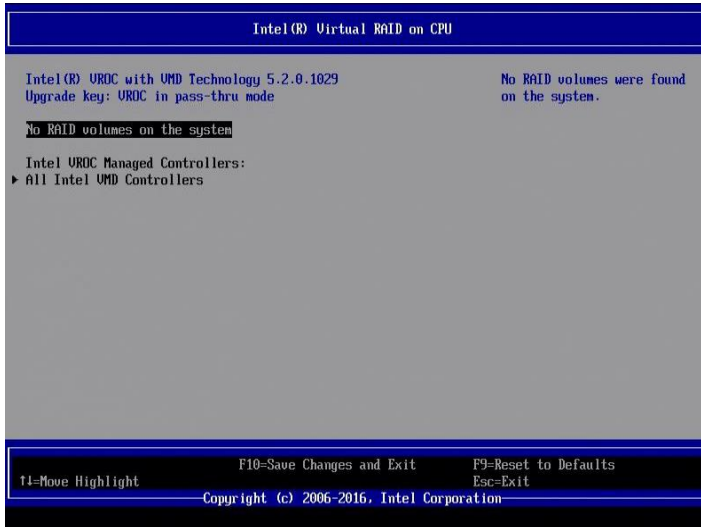 Intel(R) Virtual RAID on CPU
Intel(R) VROC with VMD Technology 5.2.0.1029
Upgrade key: VROC in pass-thru mode
No RAID volumes were found
on the system.
No RAID volumes on the system
Intel VROC Managed Controllers:
All Intel VMD Controllers
F10=Save Changes and Exit
F9=Reset to Defaults
↑↓=Move Highlight
Esc=Exit
Copyright (c) 2006-2016, Intel Corporation